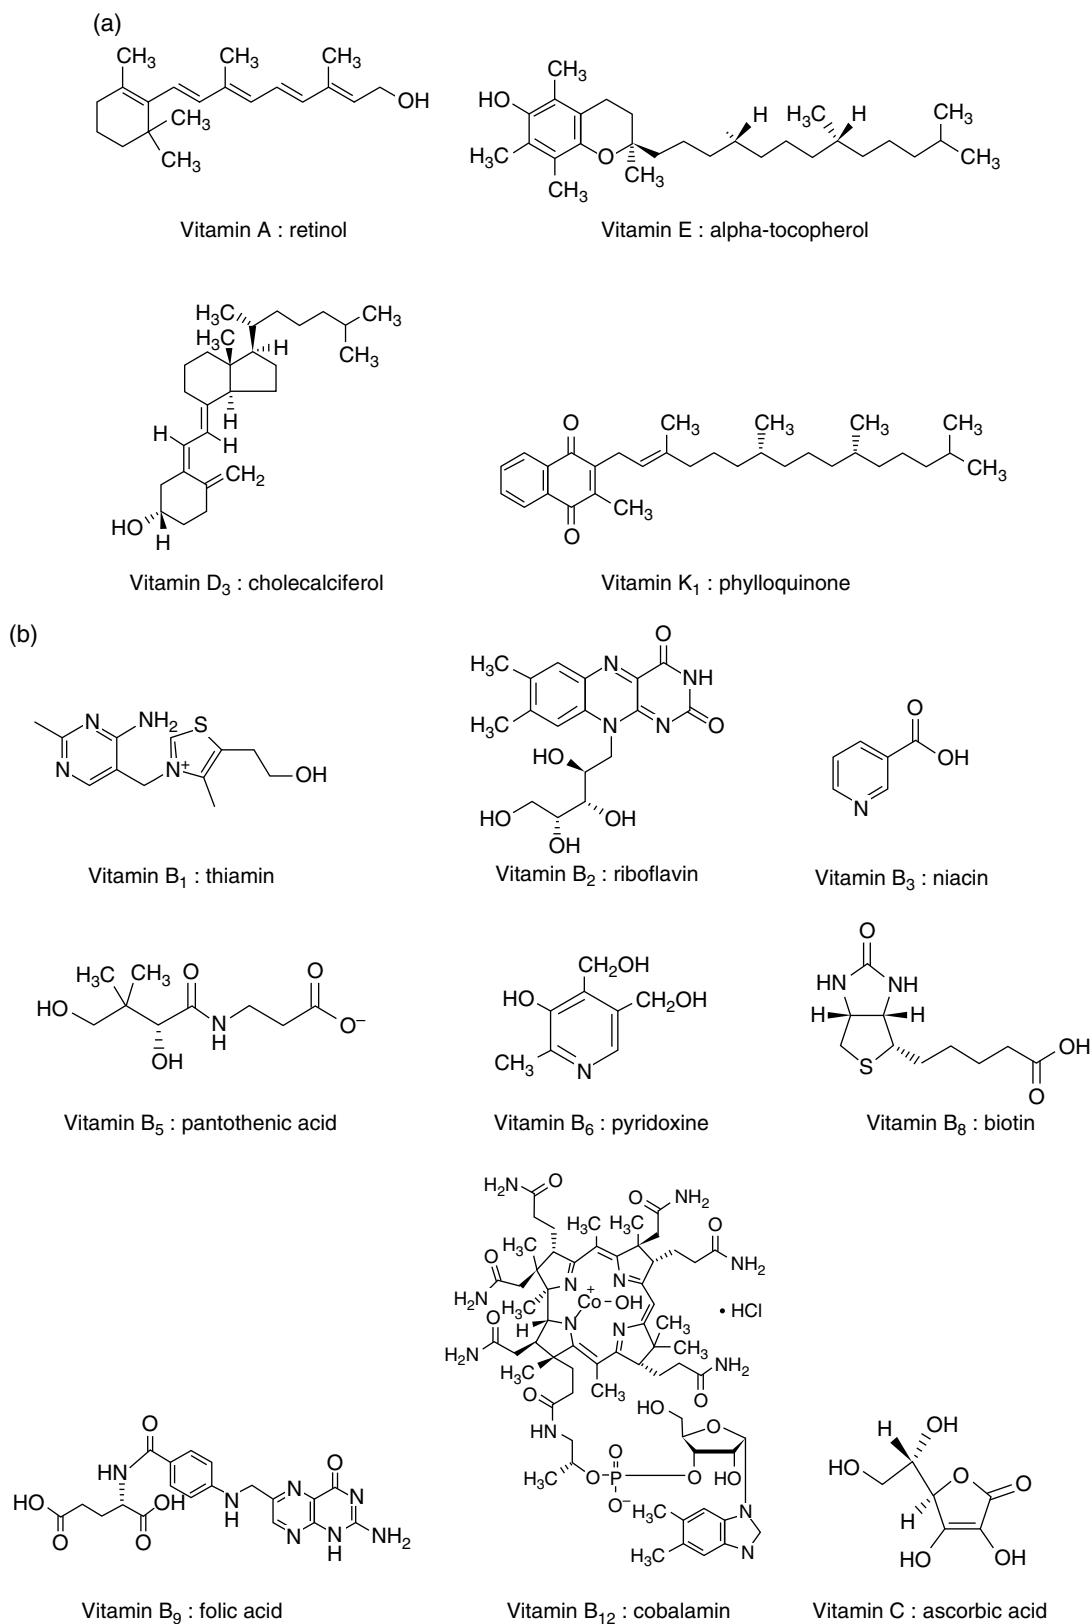 (a)
CH₃ CH₃ CH₃
OH
CH₃
CH₃
Vitamin A : retinol
CH₃
HO
H₃C
CH₃
O
CH₃
H
H₃C H
CH₃
CH₃
Vitamin E : alpha-tocopherol
H₃C
CH₃
H₃C
H
CH₃
H
H
H
CH₂
HO
H
Vitamin D₃ : cholecalciferol
O
CH₃ CH₃ CH₃ CH₃
CH₃
CH₃
O
Vitamin K₁ : phylloquinone
(b)
N NH₂ S
N
N⁺
OH
Vitamin B₁ : thiamin
O
H₃C N
NH
H₃C N N O
HO
HO OH
OH
Vitamin B₂ : riboflavin
O
OH
N
Vitamin B₃ : niacin
H₃C CH₃ O O
HO
N O⁻
H
OH
Vitamin B₅ : pantothenic acid
CH₂OH
HO CH₂OH
CH₃ N
Vitamin B₆ : pyridoxine
O
HN NH
H H
S
OH
O
Vitamin B₈ : biotin
O
HN
HO OH
O O
N
H
N O
N
N N
H
NH₂
Vitamin B₉ : folic acid
H₂N O
O NH₂
CH₃ H₃C
H₃C O
O NH₂
H₂N N N
H₃C Co⁺–OH
• HCl
O H N N CH₃
CH₃
H₂N
H₃C NH₂
CH₃ O
O HO
HN O
O
CH₃ O–P O HO
O⁻
N
CH₃
CH₃ N
Vitamin B₁₂ : cobalamin
OH
H
HO O O
H
HO OH
Vitamin C : ascorbic acid